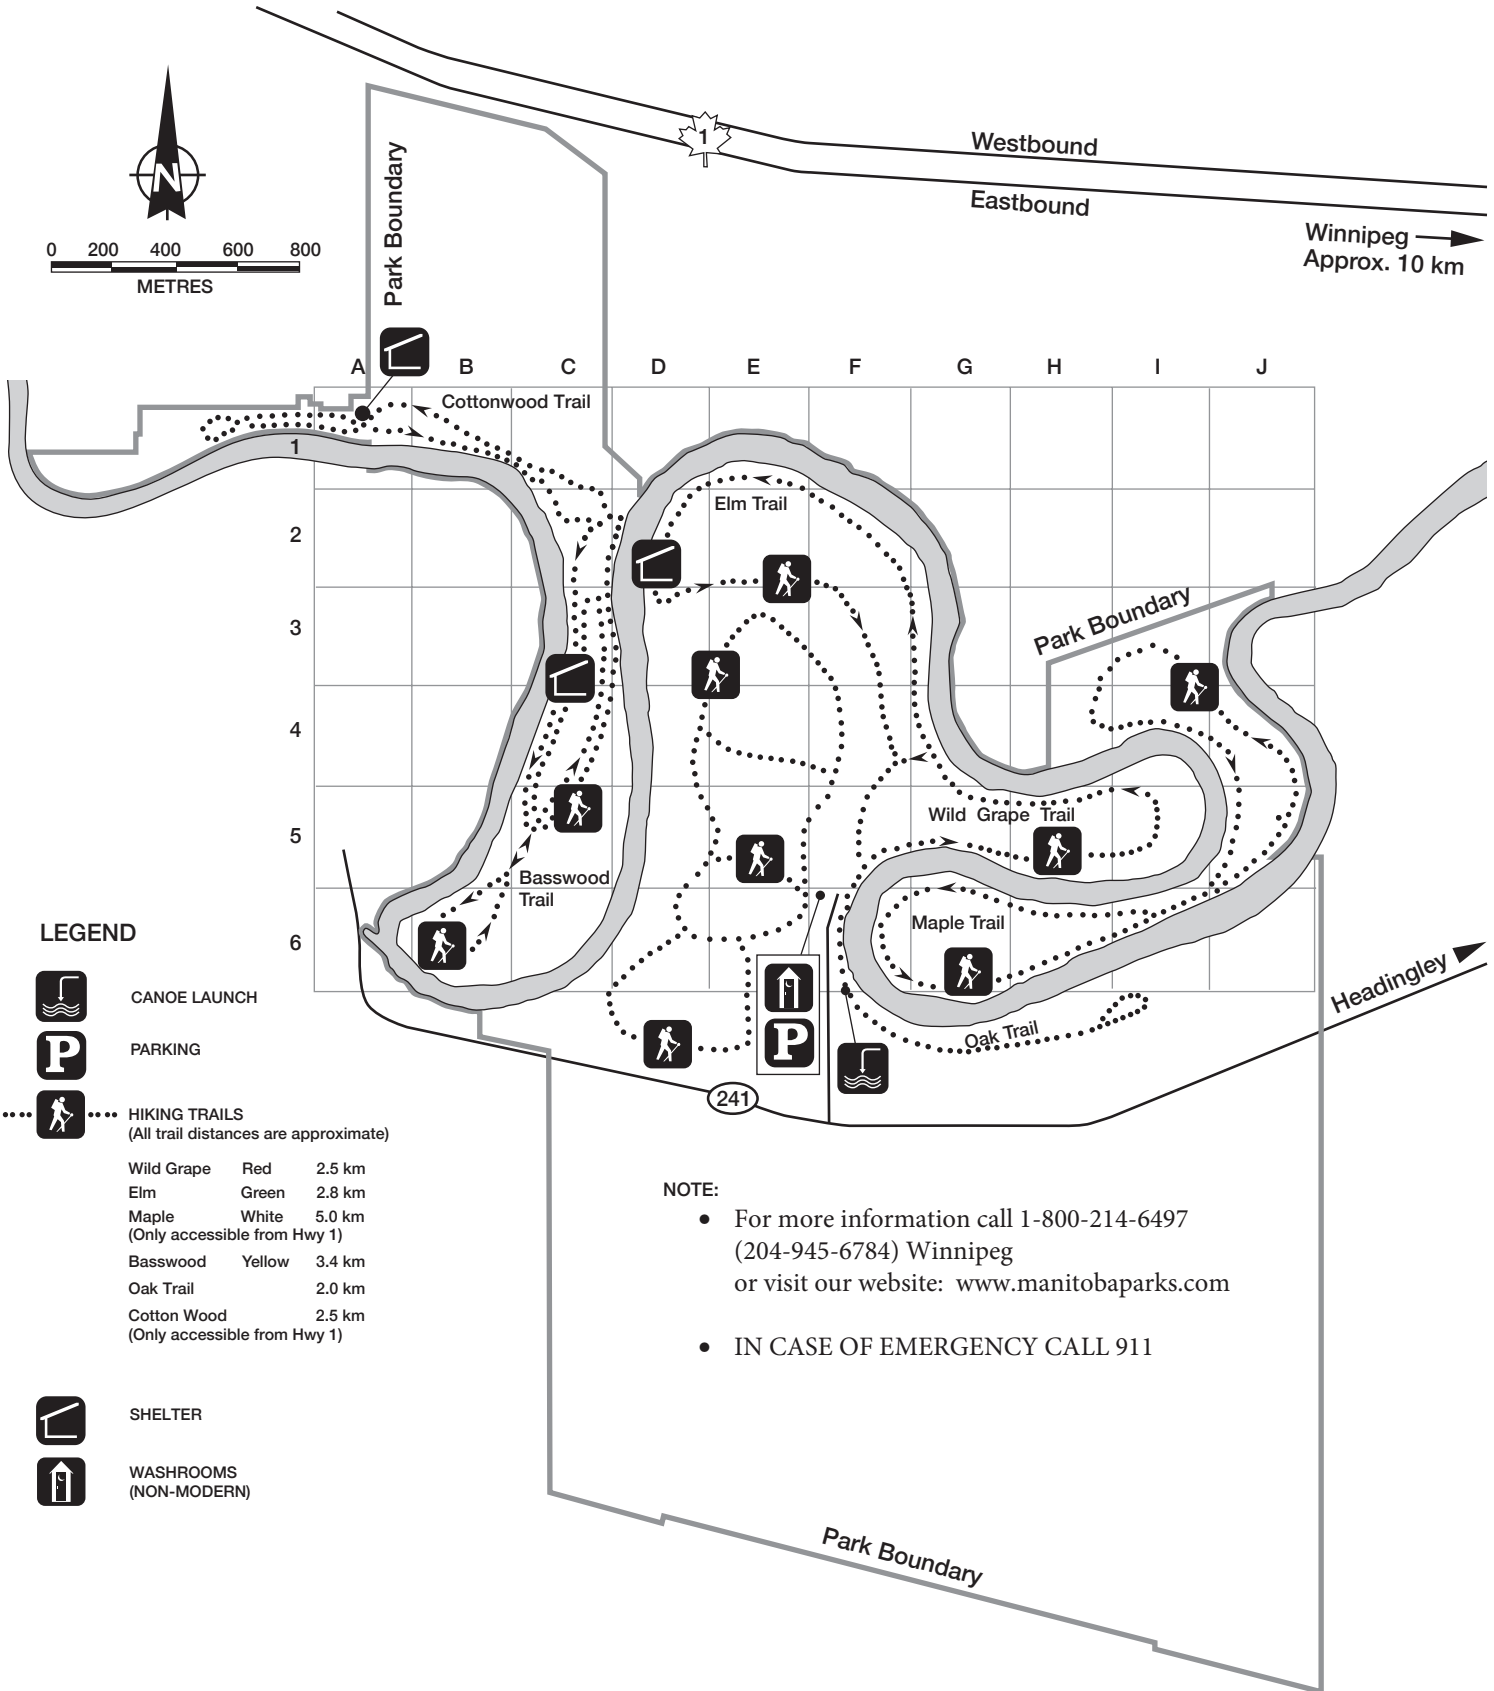 1
Westbound
Eastbound
Winnipeg
Approx. 10 km
N
0 200 400 600 800
METRES
Park Boundary
A B C D E F G H I J
Cottonwood Trail
1
Elm Trail
2
3
Park Boundary
4
Wild Grape Trail
5
Basswood
Trail
Maple Trail
6
Oak Trail
Headingley
241
LEGEND
CANOE LAUNCH
P
PARKING
P
HIKING TRAILS
(All trail distances are approximate)
Wild Grape Red 2.5 km
Elm Green 2.8 km
Maple White 5.0 km
(Only accessible from Hwy 1)
Basswood Yellow 3.4 km
Oak Trail 2.0 km
Cotton Wood 2.5 km
(Only accessible from Hwy 1)
SHELTER
WASHROOMS
(NON-MODERN)
NOTE:
• For more information call 1-800-214-6497
(204-945-6784) Winnipeg
or visit our website: www.manitobaparks.com
• IN CASE OF EMERGENCY CALL 911
Park Boundary